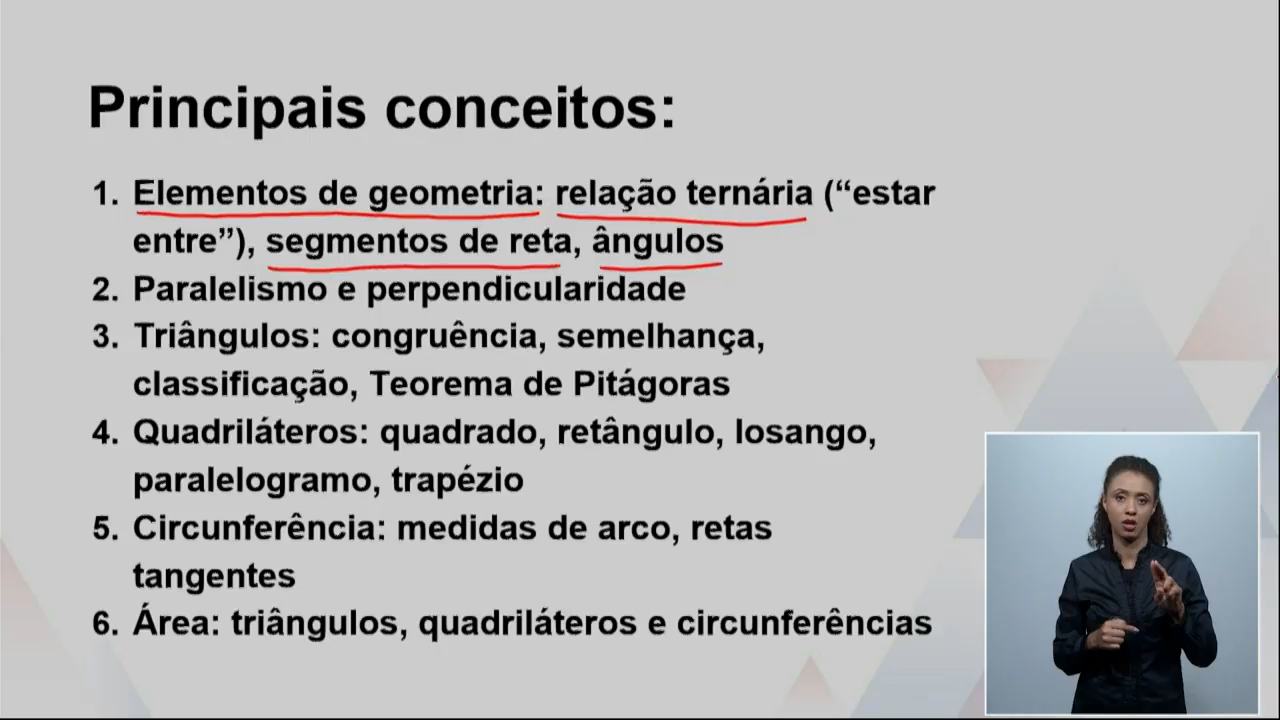 Principais conceitos:
1. Elementos de geometria: relação ternária (“estar
entre”), segmentos de reta, ângulos
2. Paralelismo e perpendicularidade
3. Triângulos: congruência, semelhança,
classificação, Teorema de Pitágoras
4. Quadriláteros: quadrado, retângulo, losango,
paralelogramo, trapézio
5. Circunferência: medidas de arco, retas
tangentes
6. Área: triângulos, quadriláteros e circunferências